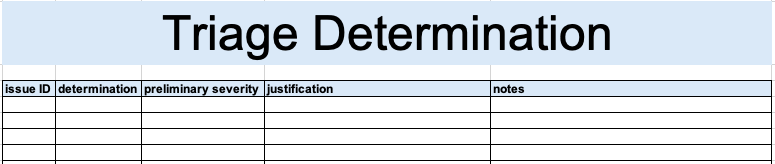 Triage Determination
issue ID determination preliminary severity justification notes